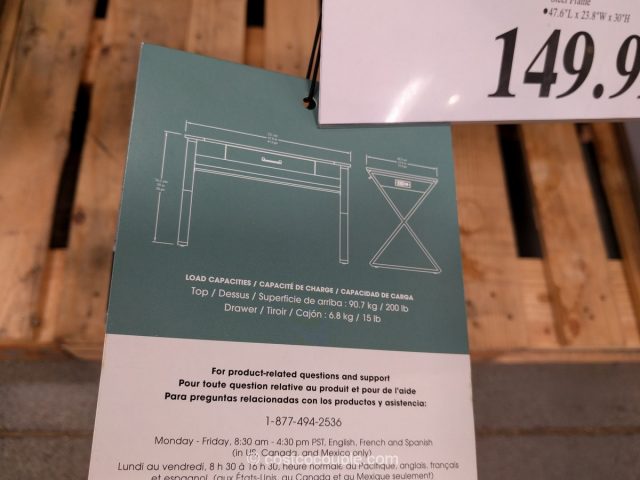 Steel Frame
•47.6"L x 23.8"W x 30"H
149.9
LOAD CAPACITIES / CAPACITÉ DE CHARGE / CAPACIDAD DE CARGA
Top / Dessus / Superficie de arriba : 90.7 kg / 200 lb
Drawer / Tiroir / Cajón : 6.8 kg / 15 lb
For product-related questions and support
Pour toute question relative au produit et pour de l'aide
Para preguntas relacionadas con los productos y asistencia:
1-877-494-2536
Monday - Friday, 8:30 am - 4:30 pm PST, English, French and Spanish
(in US, Canada, and Mexico only)
Lundi au vendredi, 8 h 30 à 16 h 30, heure normale du Pacifique, anglais, français
et espagnol (aux États-Unis, au Canada et au Mexique seulement)
costcocouple.com